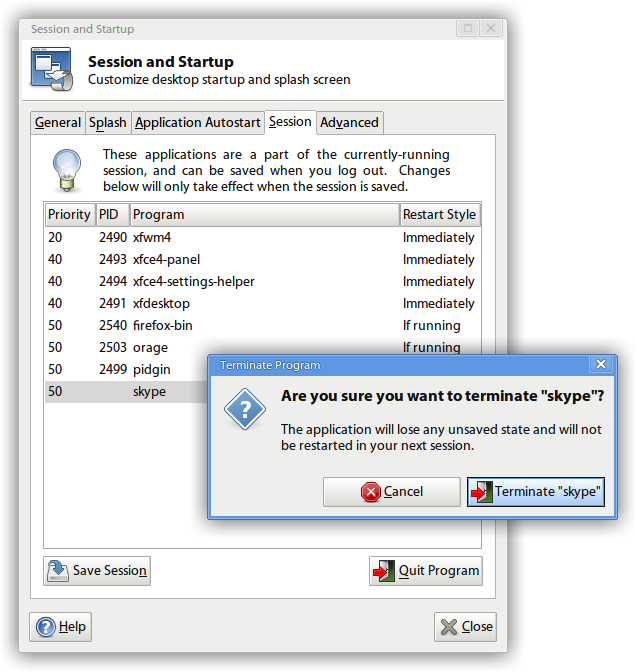 Session and Startup
Session and Startup
Customize desktop startup and splash screen
General Splash Application Autostart Session Advanced
These applications are a part of the currently-running
session, and can be saved when you log out. Changes
below will only take effect when the session is saved.
Priority PID Program Restart Style
20 2490 xfwm4 Immediately
40 2493 xfce4-panel Immediately
40 2494 xfce4-settings-helper Immediately
40 2491 xfdesktop Immediately
50 2540 firefox-bin If running
50 2503 orage If running
50 2499 pidgin
50 skype
Terminate Program
Are you sure you want to terminate "skype"?
The application will lose any unsaved state and will not
be restarted in your next session.
Cancel Terminate "skype"
Save Session Quit Program
Help Close